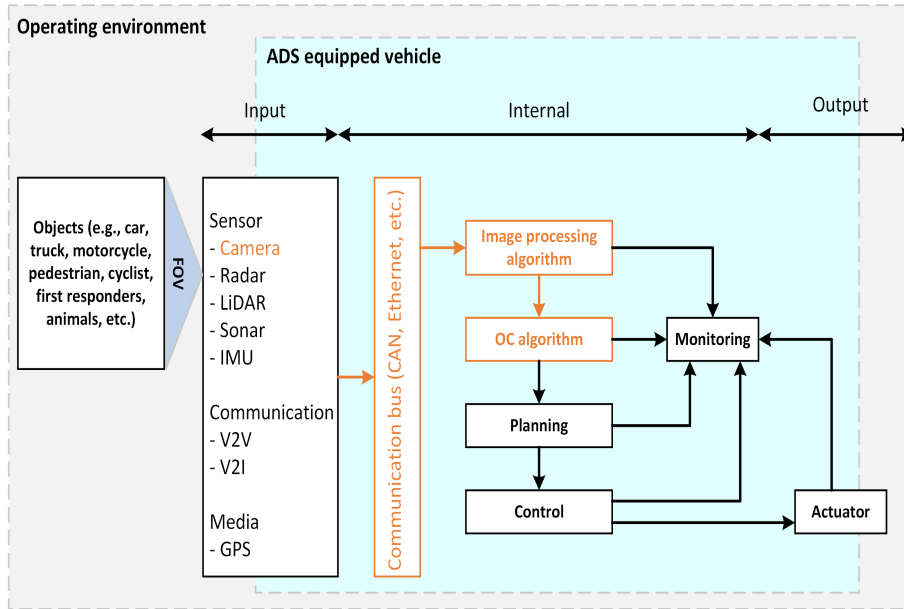 Operating environment
ADS equipped vehicle
Input
Internal
Output
Objects (e.g., car,
truck, motorcycle,
pedestrian, cyclist,
first responders,
animals, etc.)
FOV
Sensor
- Camera
- Radar
- LiDAR
- Sonar
- IMU
Communication
- V2V
- V2I
Media
- GPS
Communication bus (CAN, Ethernet, etc.)
Image processing
algorithm
OC algorithm
Monitoring
Planning
Control
Actuator